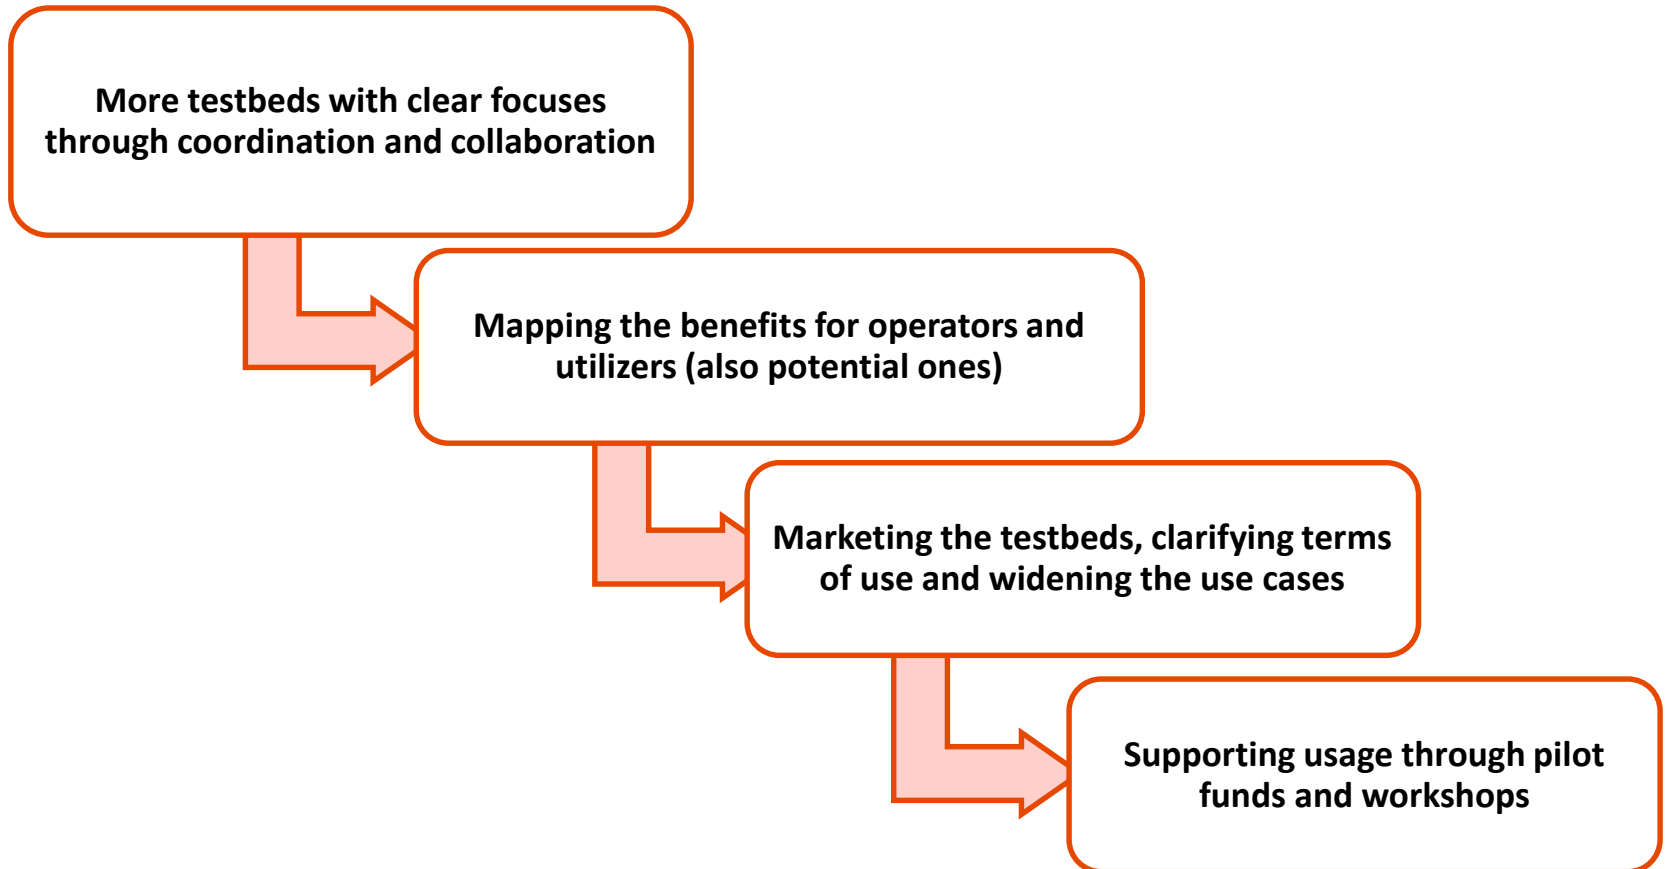 More testbeds with clear focuses
through coordination and collaboration
Mapping the benefits for operators and
utilizers (also potential ones)
Marketing the testbeds, clarifying terms
of use and widening the use cases
Supporting usage through pilot
funds and workshops